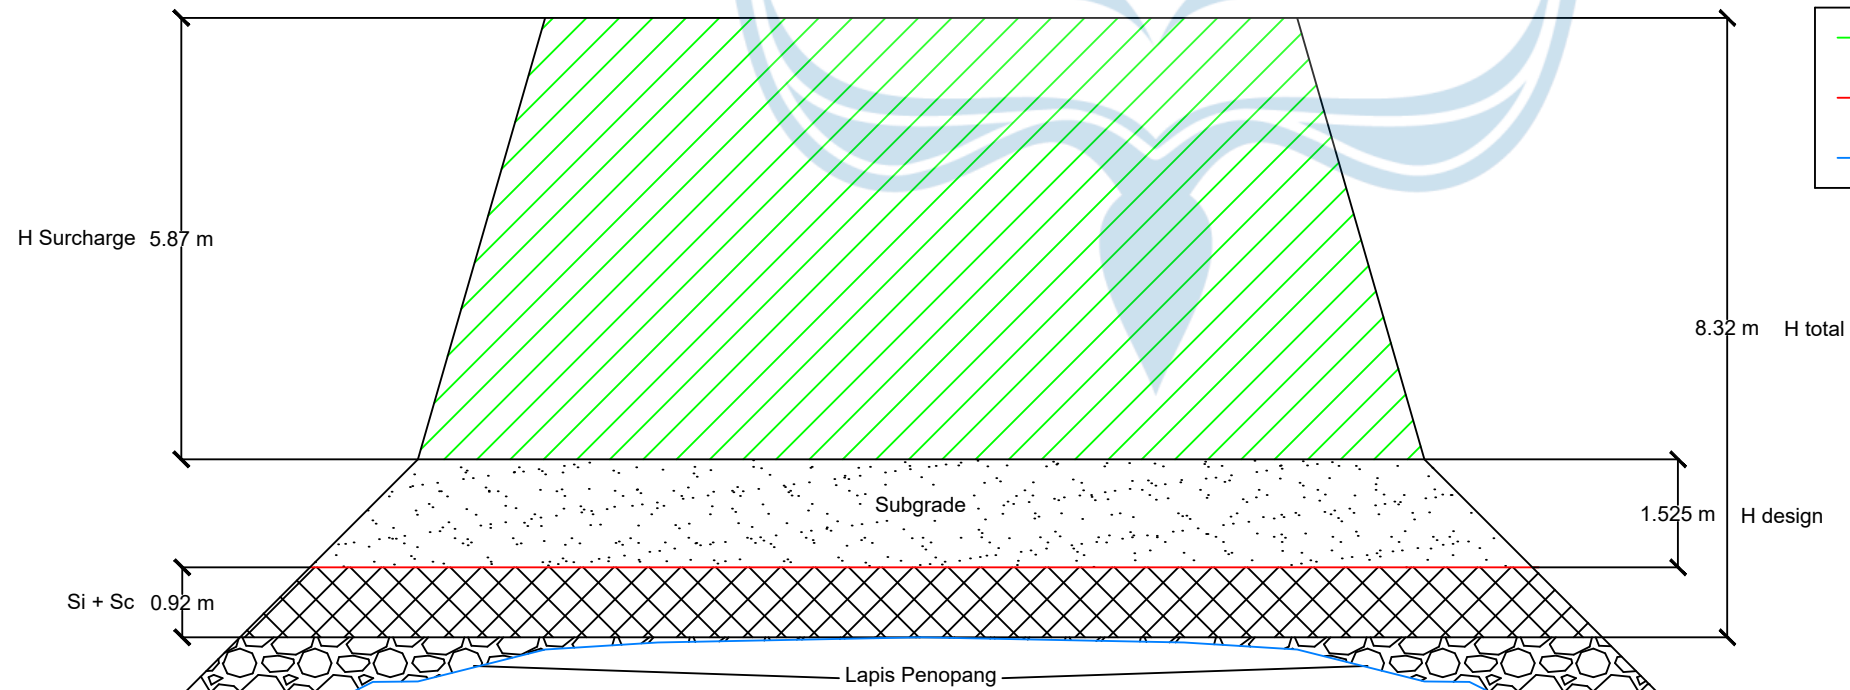 H Surcharge 5.87 m
8.32 m H total
Subgrade
1.525 m H design
Si + Sc 0.92 m
Lapis Penopang